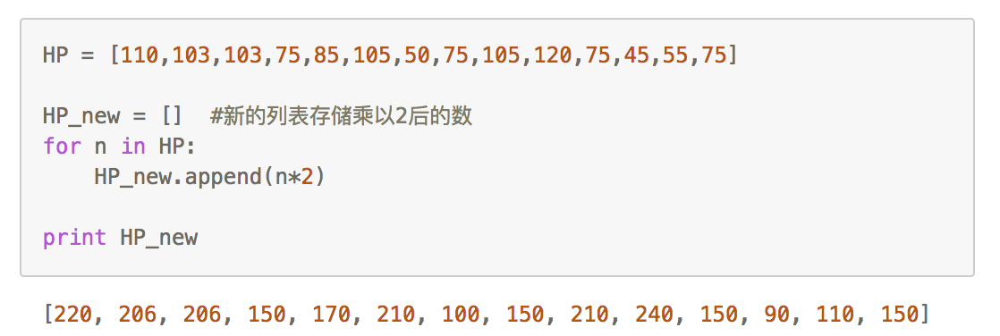 HP = [110,103,103,75,85,105,50,75,105,120,75,45,55,75]
HP_new = []  #新的列表存储乘以2后的数
for n in HP:
    HP_new.append(n*2)
print HP_new
[220, 206, 206, 150, 170, 210, 100, 150, 210, 240, 150, 90, 110, 150]